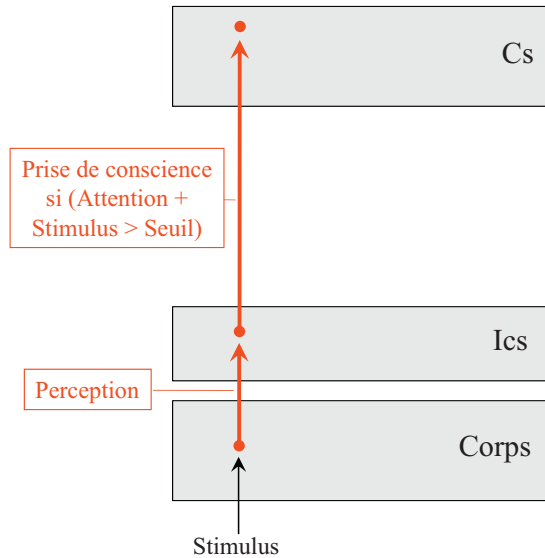 Cs
Prise de conscience
si (Attention +
Stimulus > Seuil)
Ics
Perception
Corps
Stimulus